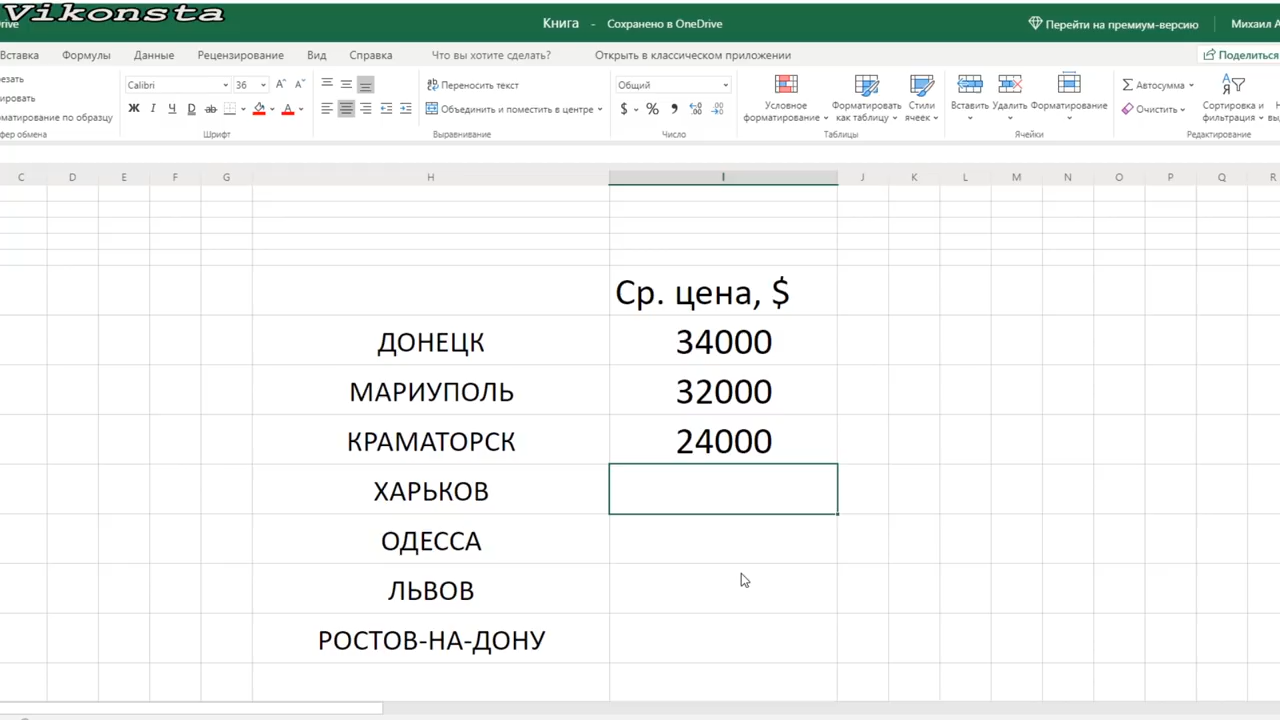 Vikonsta
Книга - Сохранено в OneDrive
Перейти на премиум-версию
Вставка Формулы Данные Рецензирование Вид Справка Что вы хотите сделать? Открыть в классическом приложении Поделиться
Calibri 36 Переносить текст Общий Автосумма
Ж К Ч Д ab Объединить и поместить в центре $ % Очистить
Условное форматирование Форматировать как таблицу Стили ячеек Вставить Удалить Форматирование Сортировка и фильтрация
Шрифт Выравнивание Число Таблицы Ячейки Редактирование
C D E F G H I J K L M N O P Q R
Ср. цена, $
ДОНЕЦК 34000
МАРИУПОЛЬ 32000
КРАМАТОРСК 24000
ХАРЬКОВ
ОДЕССА
ЛЬВОВ
РОСТОВ-НА-ДОНУ